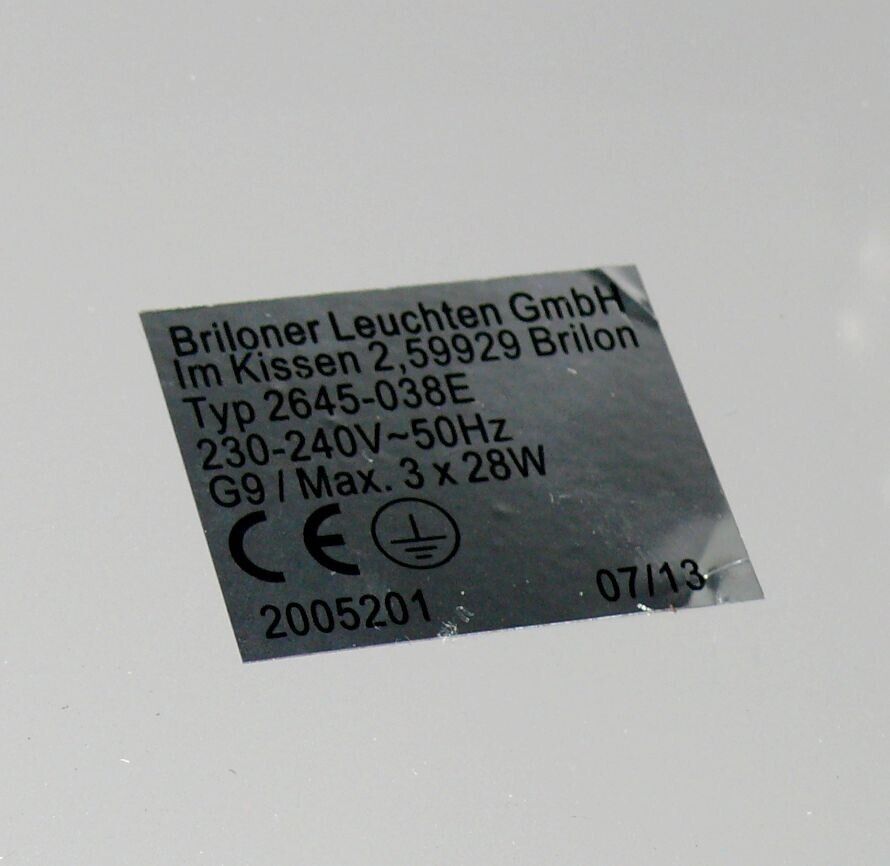 Briloner Leuchten GmbH
Im Kissen 2,59929 Brilon
Typ 2645-038E
230-240V~50Hz
G9 / Max. 3 x 28W
CE
2005201 07/13